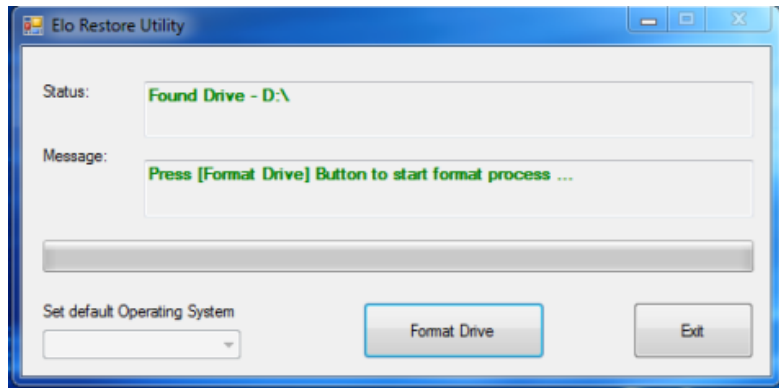 Elo Restore Utility
Status:
Found Drive - D:\
Message:
Press [Format Drive] Button to start format process ...
Set default Operating System
Format Drive
Exit